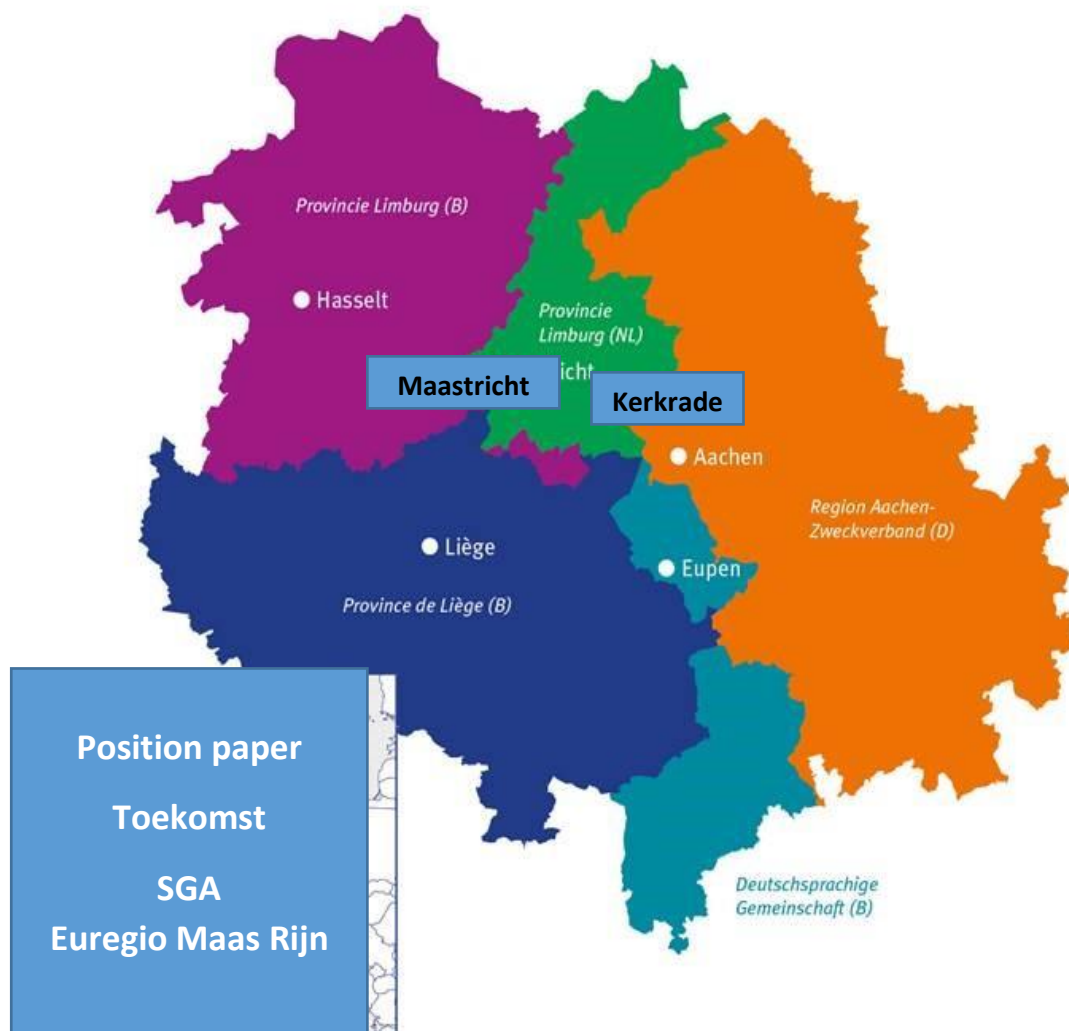 Provincie Limburg (B)
Hasselt
Provincie
Limburg (NL)
icht
Maastricht
Kerkrade
Aachen
Region Aachen-
Zweckverband (D)
Liège
Eupen
Province de Liège (B)
Position paper
Toekomst
SGA
Euregio Maas Rijn
Deutschsprachige
Gemeinschaft (B)